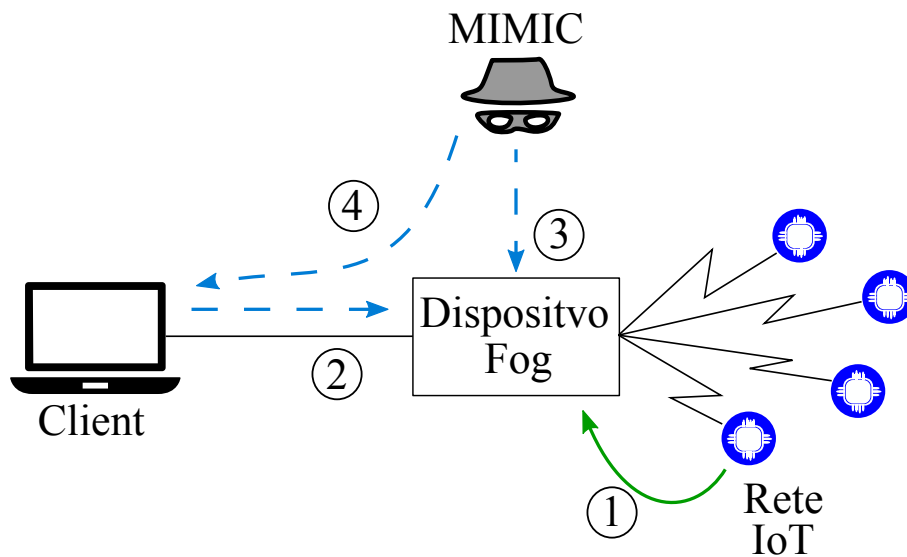 MIMIC
4
3
Dispositvo
Fog
2
Client
1
Rete
IoT